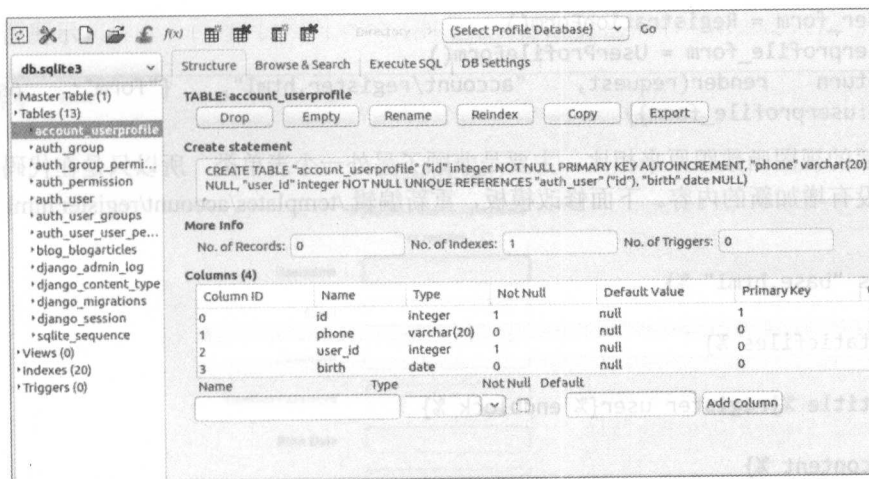 f(x)
(Select Profile Database)
Go
db.sqlite3
Structure Browse & Search Execute SQL DB Settings
Master Table (1)
Tables (13)
account_userprofile
auth_group
auth_group_permi...
auth_permission
auth_user
auth_user_groups
auth_user_user_pe...
blog_blogarticles
django_admin_log
django_content_type
django_migrations
django_session
sqlite_sequence
Views (0)
Indexes (20)
Triggers (0)
TABLE: account_userprofile
Drop Empty Rename Reindex Copy Export
Create statement
CREATE TABLE "account_userprofile" ("id" integer NOT NULL PRIMARY KEY AUTOINCREMENT, "phone" varchar(20)
NULL, "user_id" integer NOT NULL UNIQUE REFERENCES "auth_user" ("id"), "birth" date NULL)
More Info
No. of Records: 0 No. of Indexes: 1 No. of Triggers: 0
Columns (4)
Column ID Name Type Not Null Default Value Primary Key
0 id integer 1 null 1
1 phone varchar(20) 0 null 0
2 user_id integer 1 null 0
3 birth date 0 null 0
Name Type Not Null Default
Add Column